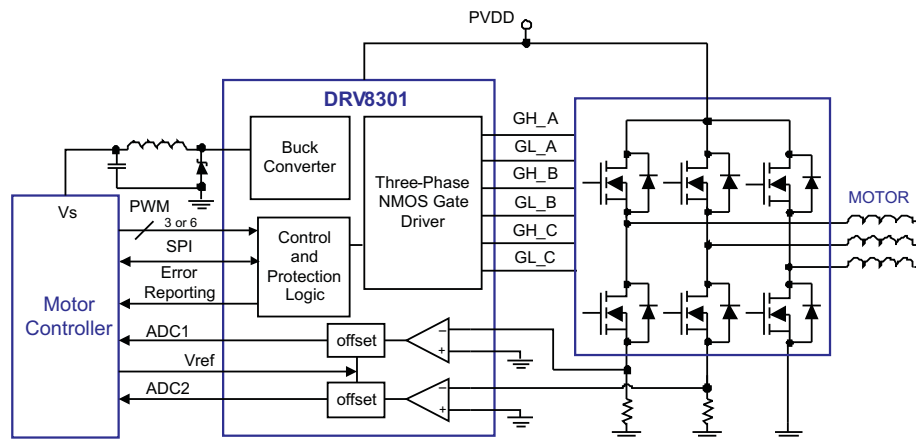 PVDD
DRV8301
Buck
Converter
Three-Phase
NMOS Gate
Driver
GH_A
GL_A
GH_B
GL_B
GH_C
GL_C
MOTOR
Vs
PWM
3 or 6
SPI
Error
Reporting
Control
and
Protection
Logic
Motor
Controller
ADC1
Vref
ADC2
offset
offset
–
+
–
+